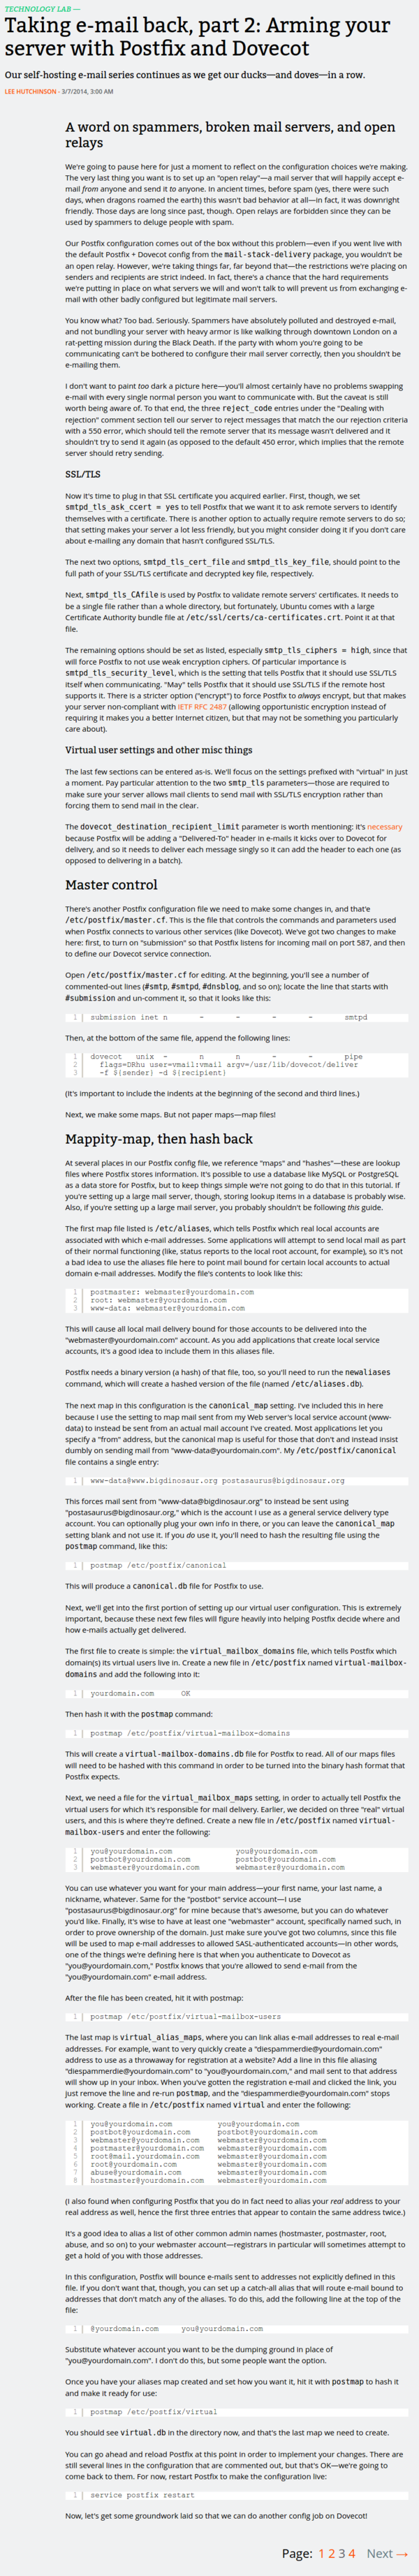 TECHNOLOGY LAB —
Taking e-mail back, part 2: Arming your
server with Postfix and Dovecot
Our self-hosting e-mail series continues as we get our ducks—and doves—in a row.
LEE HUTCHINSON - 3/7/2014, 3:00 AM
A word on spammers, broken mail servers, and open
relays
We're going to pause here for just a moment to reflect on the configuration choices we're making.
The very last thing you want is to set up an "open relay"—a mail server that will happily accept e-
mail from anyone and send it to anyone. In ancient times, before spam (yes, there were such
days, when dragons roamed the earth) this wasn't bad behavior at all—in fact, it was downright
friendly. Those days are long since past, though. Open relays are forbidden since they can be
used by spammers to deluge people with spam.
Our Postfix configuration comes out of the box without this problem—even if you went live with
the default Postfix + Dovecot config from the mail-stack-delivery package, you wouldn't be
an open relay. However, we're taking things far, far beyond that—the restrictions we're placing on
senders and recipients are strict indeed. In fact, there's a chance that the hard requirements
we're putting in place on what servers we will and won't talk to will prevent us from exchanging e-
mail with other badly configured but legitimate mail servers.
You know what? Too bad. Seriously. Spammers have absolutely polluted and destroyed e-mail,
and not bundling your server with heavy armor is like walking through downtown London on a
rat-petting mission during the Black Death. If the party with whom you're going to be
communicating can't be bothered to configure their mail server correctly, then you shouldn't be
e-mailing them.
I don't want to paint too dark a picture here—you'll almost certainly have no problems swapping
e-mail with every single normal person you want to communicate with. But the caveat is still
worth being aware of. To that end, the three reject_code entries under the "Dealing with
rejection" comment section tell our server to reject messages that match the our rejection criteria
with a 550 error, which should tell the remote server that its message wasn't delivered and it
shouldn't try to send it again (as opposed to the default 450 error, which implies that the remote
server should retry sending.
SSL/TLS
Now it's time to plug in that SSL certificate you acquired earlier. First, though, we set
smtpd_tls_ask_ccert = yes to tell Postfix that we want it to ask remote servers to identify
themselves with a certificate. There is another option to actually require remote servers to do so;
that setting makes your server a lot less friendly, but you might consider doing it if you don't care
about e-mailing any domain that hasn't configured SSL/TLS.
The next two options, smtpd_tls_cert_file and smtpd_tls_key_file, should point to the
full path of your SSL/TLS certificate and decrypted key file, respectively.
Next, smtpd_tls_CAfile is used by Postfix to validate remote servers' certificates. It needs to
be a single file rather than a whole directory, but fortunately, Ubuntu comes with a large
Certificate Authority bundle file at /etc/ssl/certs/ca-certificates.crt. Point it at that
file.
The remaining options should be set as listed, especially smtp_tls_ciphers = high, since that
will force Postfix to not use weak encryption ciphers. Of particular importance is
smtpd_tls_security_level, which is the setting that tells Postfix that it should use SSL/TLS
itself when communicating. "May" tells Postfix that it should use SSL/TLS if the remote host
supports it. There is a stricter option ("encrypt") to force Postfix to always encrypt, but that makes
your server non-compliant with IETF RFC 2487 (allowing opportunistic encryption instead of
requiring it makes you a better Internet citizen, but that may not be something you particularly
care about).
Virtual user settings and other misc things
The last few sections can be entered as-is. We'll focus on the settings prefixed with "virtual" in just
a moment. Pay particular attention to the two smtp_tls parameters—those are required to
make sure your server allows mail clients to send mail with SSL/TLS encryption rather than
forcing them to send mail in the clear.
The dovecot_destination_recipient_limit parameter is worth mentioning: it's necessary
because Postfix will be adding a "Delivered-To" header in e-mails it kicks over to Dovecot for
delivery, and so it needs to deliver each message singly so it can add the header to each one (as
opposed to delivering in a batch).
Master control
There's another Postfix configuration file we need to make some changes in, and that'e
/etc/postfix/master.cf. This is the file that controls the commands and parameters used
when Postfix connects to various other services (like Dovecot). We've got two changes to make
here: first, to turn on "submission" so that Postfix listens for incoming mail on port 587, and then
to define our Dovecot service connection.
Open /etc/postfix/master.cf for editing. At the beginning, you'll see a number of
commented-out lines (#smtp, #smtpd, #dnsblog, and so on); locate the line that starts with
#submission and un-comment it, so that it looks like this:
1 submission inet n - - - - smtpd
Then, at the bottom of the same file, append the following lines:
1 dovecot unix - n n - - pipe
2 flags=DRhu user=vmail:vmail argv=/usr/lib/dovecot/deliver
3 -f ${sender} -d ${recipient}
(It's important to include the indents at the beginning of the second and third lines.)
Next, we make some maps. But not paper maps—map files!
Mappity-map, then hash back
At several places in our Postfix config file, we reference "maps" and "hashes"—these are lookup
files where Postfix stores information. It's possible to use a database like MySQL or PostgreSQL
as a data store for Postfix, but to keep things simple we're not going to do that in this tutorial. If
you're setting up a large mail server, though, storing lookup items in a database is probably wise.
Also, if you're setting up a large mail server, you probably shouldn't be following this guide.
The first map file listed is /etc/aliases, which tells Postfix which real local accounts are
associated with which e-mail addresses. Some applications will attempt to send local mail as part
of their normal functioning (like, status reports to the local root account, for example), so it's not
a bad idea to use the aliases file here to point mail bound for certain local accounts to actual
domain e-mail addresses. Modify the file's contents to look like this:
1 postmaster: webmaster@yourdomain.com
2 root: webmaster@yourdomain.com
3 www-data: webmaster@yourdomain.com
This will cause all local mail delivery bound for those accounts to be delivered into the
"webmaster@yourdomain.com" account. As you add applications that create local service
accounts, it's a good idea to include them in this aliases file.
Postfix needs a binary version (a hash) of that file, too, so you'll need to run the newaliases
command, which will create a hashed version of the file (named /etc/aliases.db).
The next map in this configuration is the canonical_map setting. I've included this in here
because I use the setting to map mail sent from my Web server's local service account (www-
data) to instead be sent from an actual mail account I've created. Most applications let you
specify a "from" address, but the canonical map is useful for those that don't and instead insist
dumbly on sending mail from "www-data@yourdomain.com". My /etc/postfix/canonical
file contains a single entry:
1 www-data@www.bigdinosaur.org postasaurus@bigdinosaur.org
This forces mail sent from "www-data@bigdinosaur.org" to instead be sent using
"postasaurus@bigdinosaur.org," which is the account I use as a general service delivery type
account. You can optionally plug your own info in there, or you can leave the canonical_map
setting blank and not use it. If you do use it, you'll need to hash the resulting file using the
postmap command, like this:
1 postmap /etc/postfix/canonical
This will produce a canonical.db file for Postfix to use.
Next, we'll get into the first portion of setting up our virtual user configuration. This is extremely
important, because these next few files will figure heavily into helping Postfix decide where and
how e-mails actually get delivered.
The first file to create is simple: the virtual_mailbox_domains file, which tells Postfix which
domain(s) its virtual users live in. Create a new file in /etc/postfix named virtual-mailbox-
domains and add the following into it:
1 yourdomain.com OK
Then hash it with the postmap command:
1 postmap /etc/postfix/virtual-mailbox-domains
This will create a virtual-mailbox-domains.db file for Postfix to read. All of our maps files
will need to be hashed with this command in order to be turned into the binary hash format that
Postfix expects.
Next, we need a file for the virtual_mailbox_maps setting, in order to actually tell Postfix the
virtual users for which it's responsible for mail delivery. Earlier, we decided on three "real" virtual
users, and this is where they're defined. Create a new file in /etc/postfix named virtual-
mailbox-users and enter the following:
1 you@yourdomain.com you@yourdomain.com
2 postbot@yourdomain.com postbot@yourdomain.com
3 webmaster@yourdomain.com webmaster@yourdomain.com
You can use whatever you want for your main address—your first name, your last name, a
nickname, whatever. Same for the "postbot" service account—I use
"postasaurus@bigdinosaur.org" for mine because that's awesome, but you can do whatever
you'd like. Finally, it's wise to have at least one "webmaster" account, specifically named such, in
order to prove ownership of the domain. Just make sure you've got two columns, since this file
will be used to map e-mail addresses to allowed SASL-authenticated accounts—in other words,
one of the things we're defining here is that when you authenticate to Dovecot as
"you@yourdomain.com," Postfix knows that you're allowed to send e-mail from the
"you@yourdomain.com" e-mail address.
After the file has been created, hit it with postmap:
1 postmap /etc/postfix/virtual-mailbox-users
The last map is virtual_alias_maps, where you can link alias e-mail addresses to real e-mail
addresses. For example, want to very quickly create a "diespammerdie@yourdomain.com"
address to use as a throwaway for registration at a website? Add a line in this file aliasing
"diespammerdie@yourdomain.com" to "you@yourdomain.com," and mail sent to that address
will show up in your inbox. When you've gotten the registration e-mail and clicked the link, you
just remove the line and re-run postmap, and the "diespammerdie@yourdomain.com" stops
working. Create a file in /etc/postfix named virtual and enter the following:
1 you@yourdomain.com you@yourdomain.com
2 postbot@yourdomain.com postbot@yourdomain.com
3 webmaster@yourdomain.com webmaster@yourdomain.com
4 postmaster@yourdomain.com webmaster@yourdomain.com
5 root@mail.yourdomain.com webmaster@yourdomain.com
6 root@yourdomain.com webmaster@yourdomain.com
7 abuse@yourdomain.com webmaster@yourdomain.com
8 hostmaster@yourdomain.com webmaster@yourdomain.com
(I also found when configuring Postfix that you do in fact need to alias your real address to your
real address as well, hence the first three entries that appear to contain the same address twice.)
It's a good idea to alias a list of other common admin names (hostmaster, postmaster, root,
abuse, and so on) to your webmaster account—registrars in particular will sometimes attempt to
get a hold of you with those addresses.
In this configuration, Postfix will bounce e-mails sent to addresses not explicitly defined in this
file. If you don't want that, though, you can set up a catch-all alias that will route e-mail bound to
addresses that don't match any of the aliases. To do this, add the following line at the top of the
file:
1 @yourdomain.com you@yourdomain.com
Substitute whatever account you want to be the dumping ground in place of
"you@yourdomain.com". I don't do this, but some people want the option.
Once you have your aliases map created and set how you want it, hit it with postmap to hash it
and make it ready for use:
1 postmap /etc/postfix/virtual
You should see virtual.db in the directory now, and that's the last map we need to create.
You can go ahead and reload Postfix at this point in order to implement your changes. There are
still several lines in the configuration that are commented out, but that's OK—we're going to
come back to them. For now, restart Postfix to make the configuration live:
1 service postfix restart
Now, let's get some groundwork laid so that we can do another config job on Dovecot!
Page: 1 2 3 4 Next →